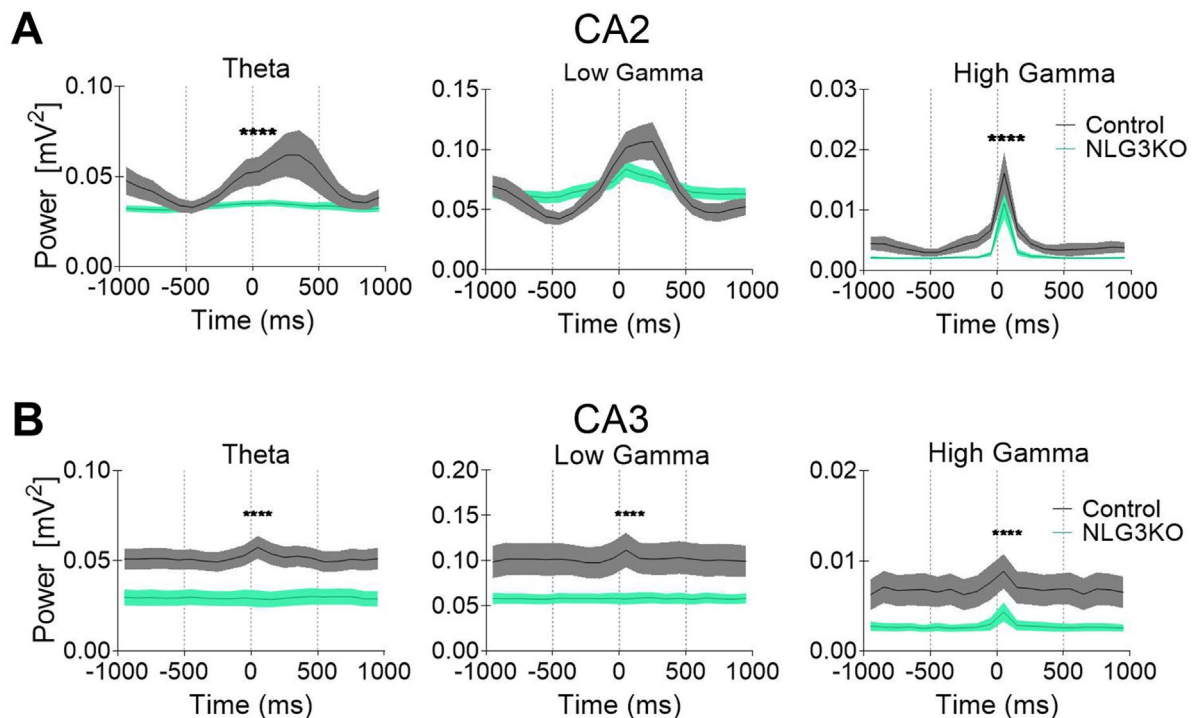 A
CA2
Theta
Low Gamma
High Gamma
Power [mV²]
0.10
0.05
0.00
****
-1000 -500 0 500 1000
Time (ms)
0.15
0.10
0.05
0.00
-1000 -500 0 500 1000
Time (ms)
0.03
0.02
0.01
0.00
****
Control
NLG3KO
-1000 -500 0 500 1000
Time (ms)
B
CA3
Theta
Low Gamma
High Gamma
Power [mV²]
0.10
0.05
0.00
****
-1000 -500 0 500 1000
Time (ms)
0.20
0.15
0.10
0.05
0.00
****
-1000 -500 0 500 1000
Time (ms)
0.02
0.01
0.00
****
Control
NLG3KO
-1000 -500 0 500 1000
Time (ms)